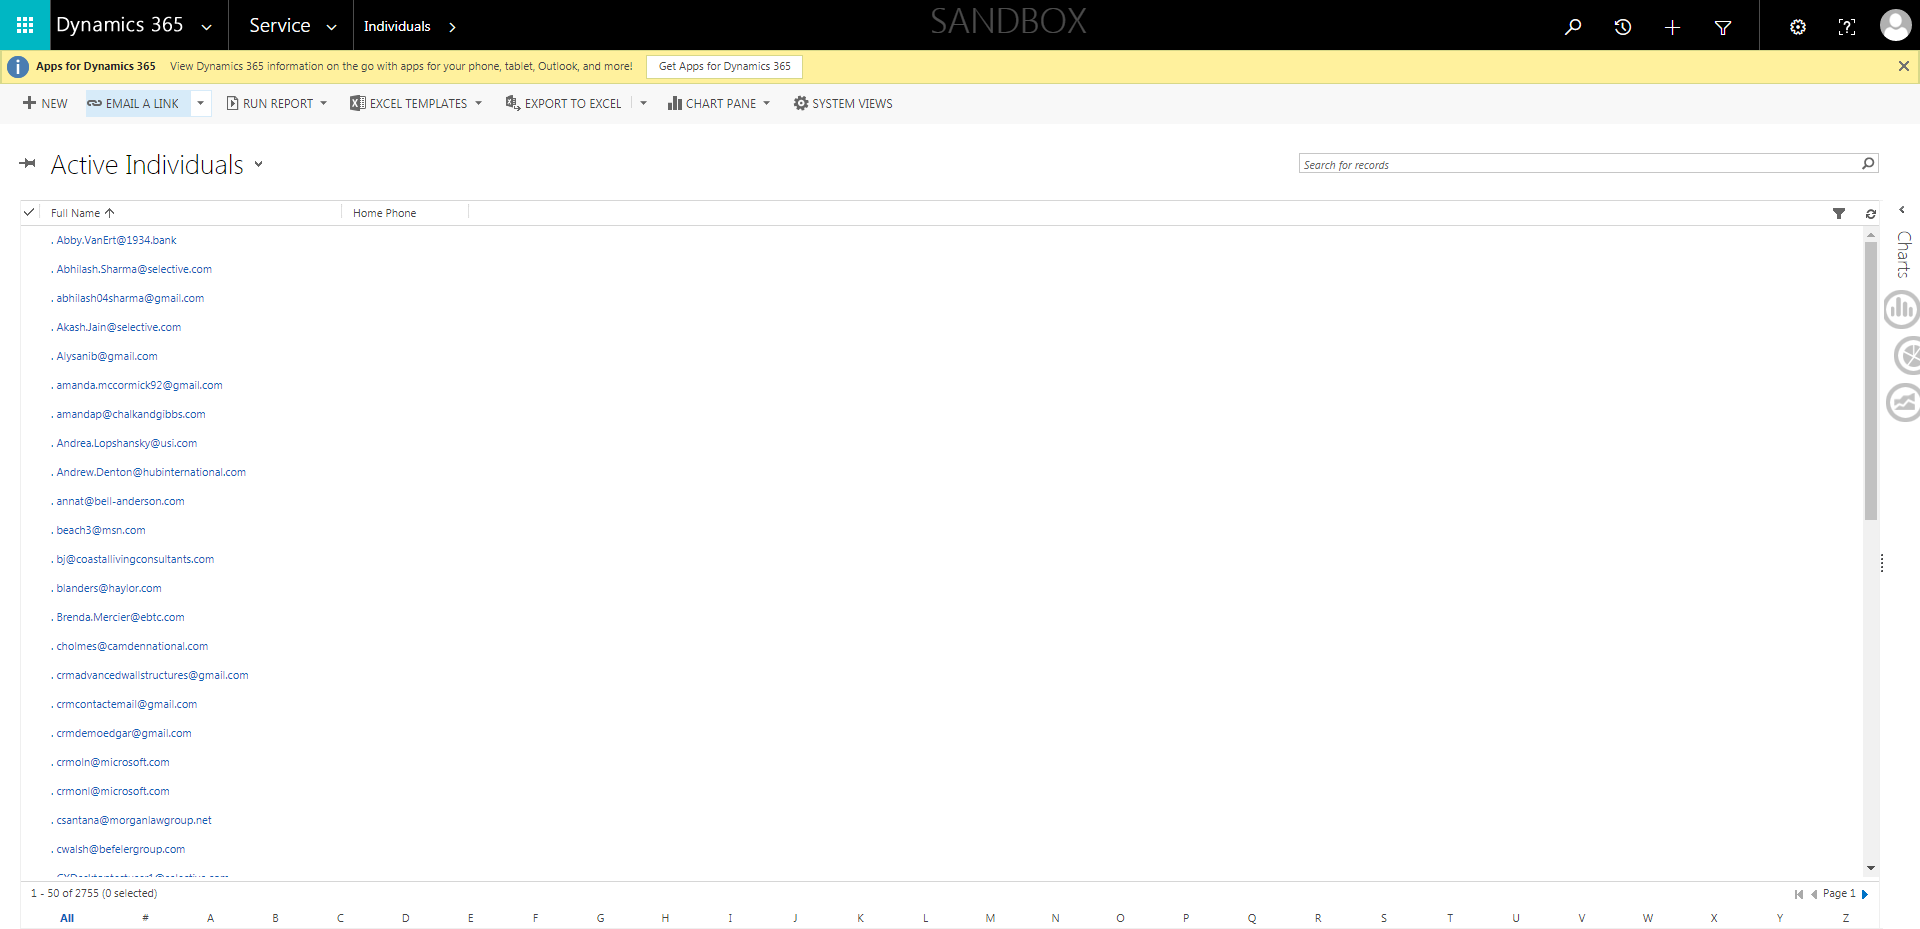 Dynamics 365 Service Individuals SANDBOX
Apps for Dynamics 365 View Dynamics 365 information on the go with apps for your phone, tablet, Outlook, and more! Get Apps for Dynamics 365
NEW EMAIL A LINK RUN REPORT EXCEL TEMPLATES EXPORT TO EXCEL CHART PANE SYSTEM VIEWS
Active Individuals
Search for records
Full Name Home Phone
Charts
. Abby.VanErt@1934.bank
. Abhilash.Sharma@selective.com
. abhilash04sharma@gmail.com
. Akash.Jain@selective.com
. Alysanib@gmail.com
. amanda.mccormick92@gmail.com
. amandap@chalkandgibbs.com
. Andrea.Lopshansky@usi.com
. Andrew.Denton@hubinternational.com
. annat@bell-anderson.com
. beach3@msn.com
. bj@coastallivingconsultants.com
. blanders@haylor.com
. Brenda.Mercier@ebtc.com
. cholmes@camdennational.com
. crmadvancedwallstructures@gmail.com
. crmcontactemail@gmail.com
. crmdemoedgar@gmail.com
. crmoln@microsoft.com
. crmonl@microsoft.com
. csantana@morganlawgroup.net
. cwalsh@befelergroup.com
1 - 50 of 2755 (0 selected) Page 1
All # A B C D E F G H I J K L M N O P Q R S T U V W X Y Z